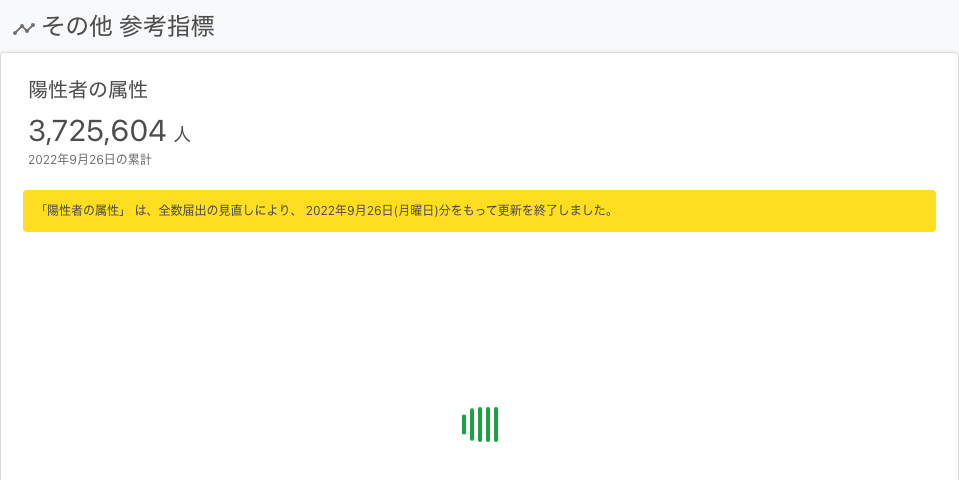 その他 参考指標
陽性者の属性
3,725,604 人
2022年9月26日の累計
「陽性者の属性」 は、全数届出の見直しにより、 2022年9月26日(月曜日)分をもって更新を終了しました。